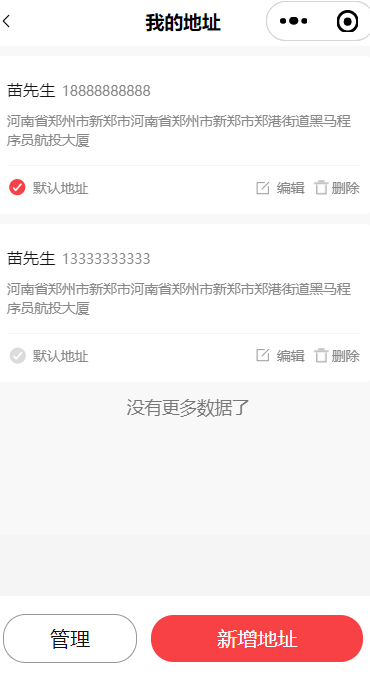 我的地址
苗先生 18888888888
河南省郑州市新郑市河南省郑州市新郑市郑港街道黑马程
序员航投大厦
默认地址 编辑 删除
苗先生 13333333333
河南省郑州市新郑市河南省郑州市新郑市郑港街道黑马程
序员航投大厦
默认地址 编辑 删除
没有更多数据了
管理 新增地址